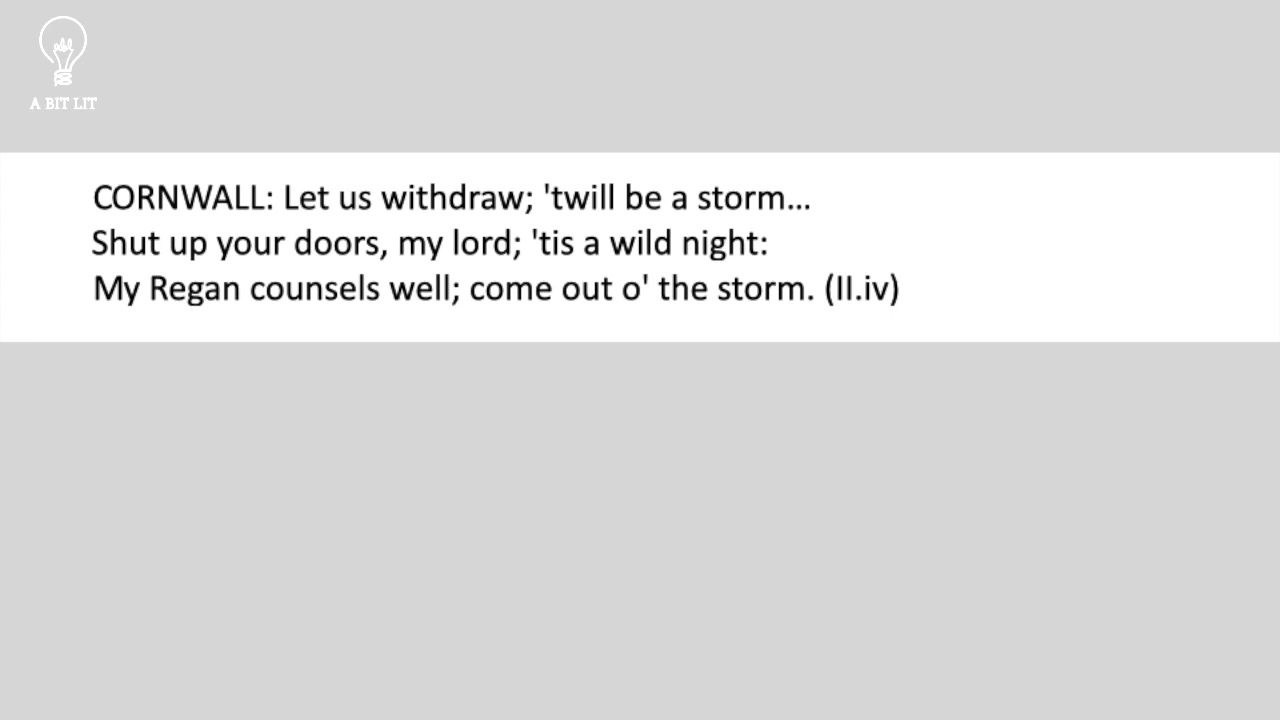 A BIT LIT
CORNWALL: Let us withdraw; 'twill be a storm...
Shut up your doors, my lord; 'tis a wild night:
My Regan counsels well; come out o' the storm. (II.iv)